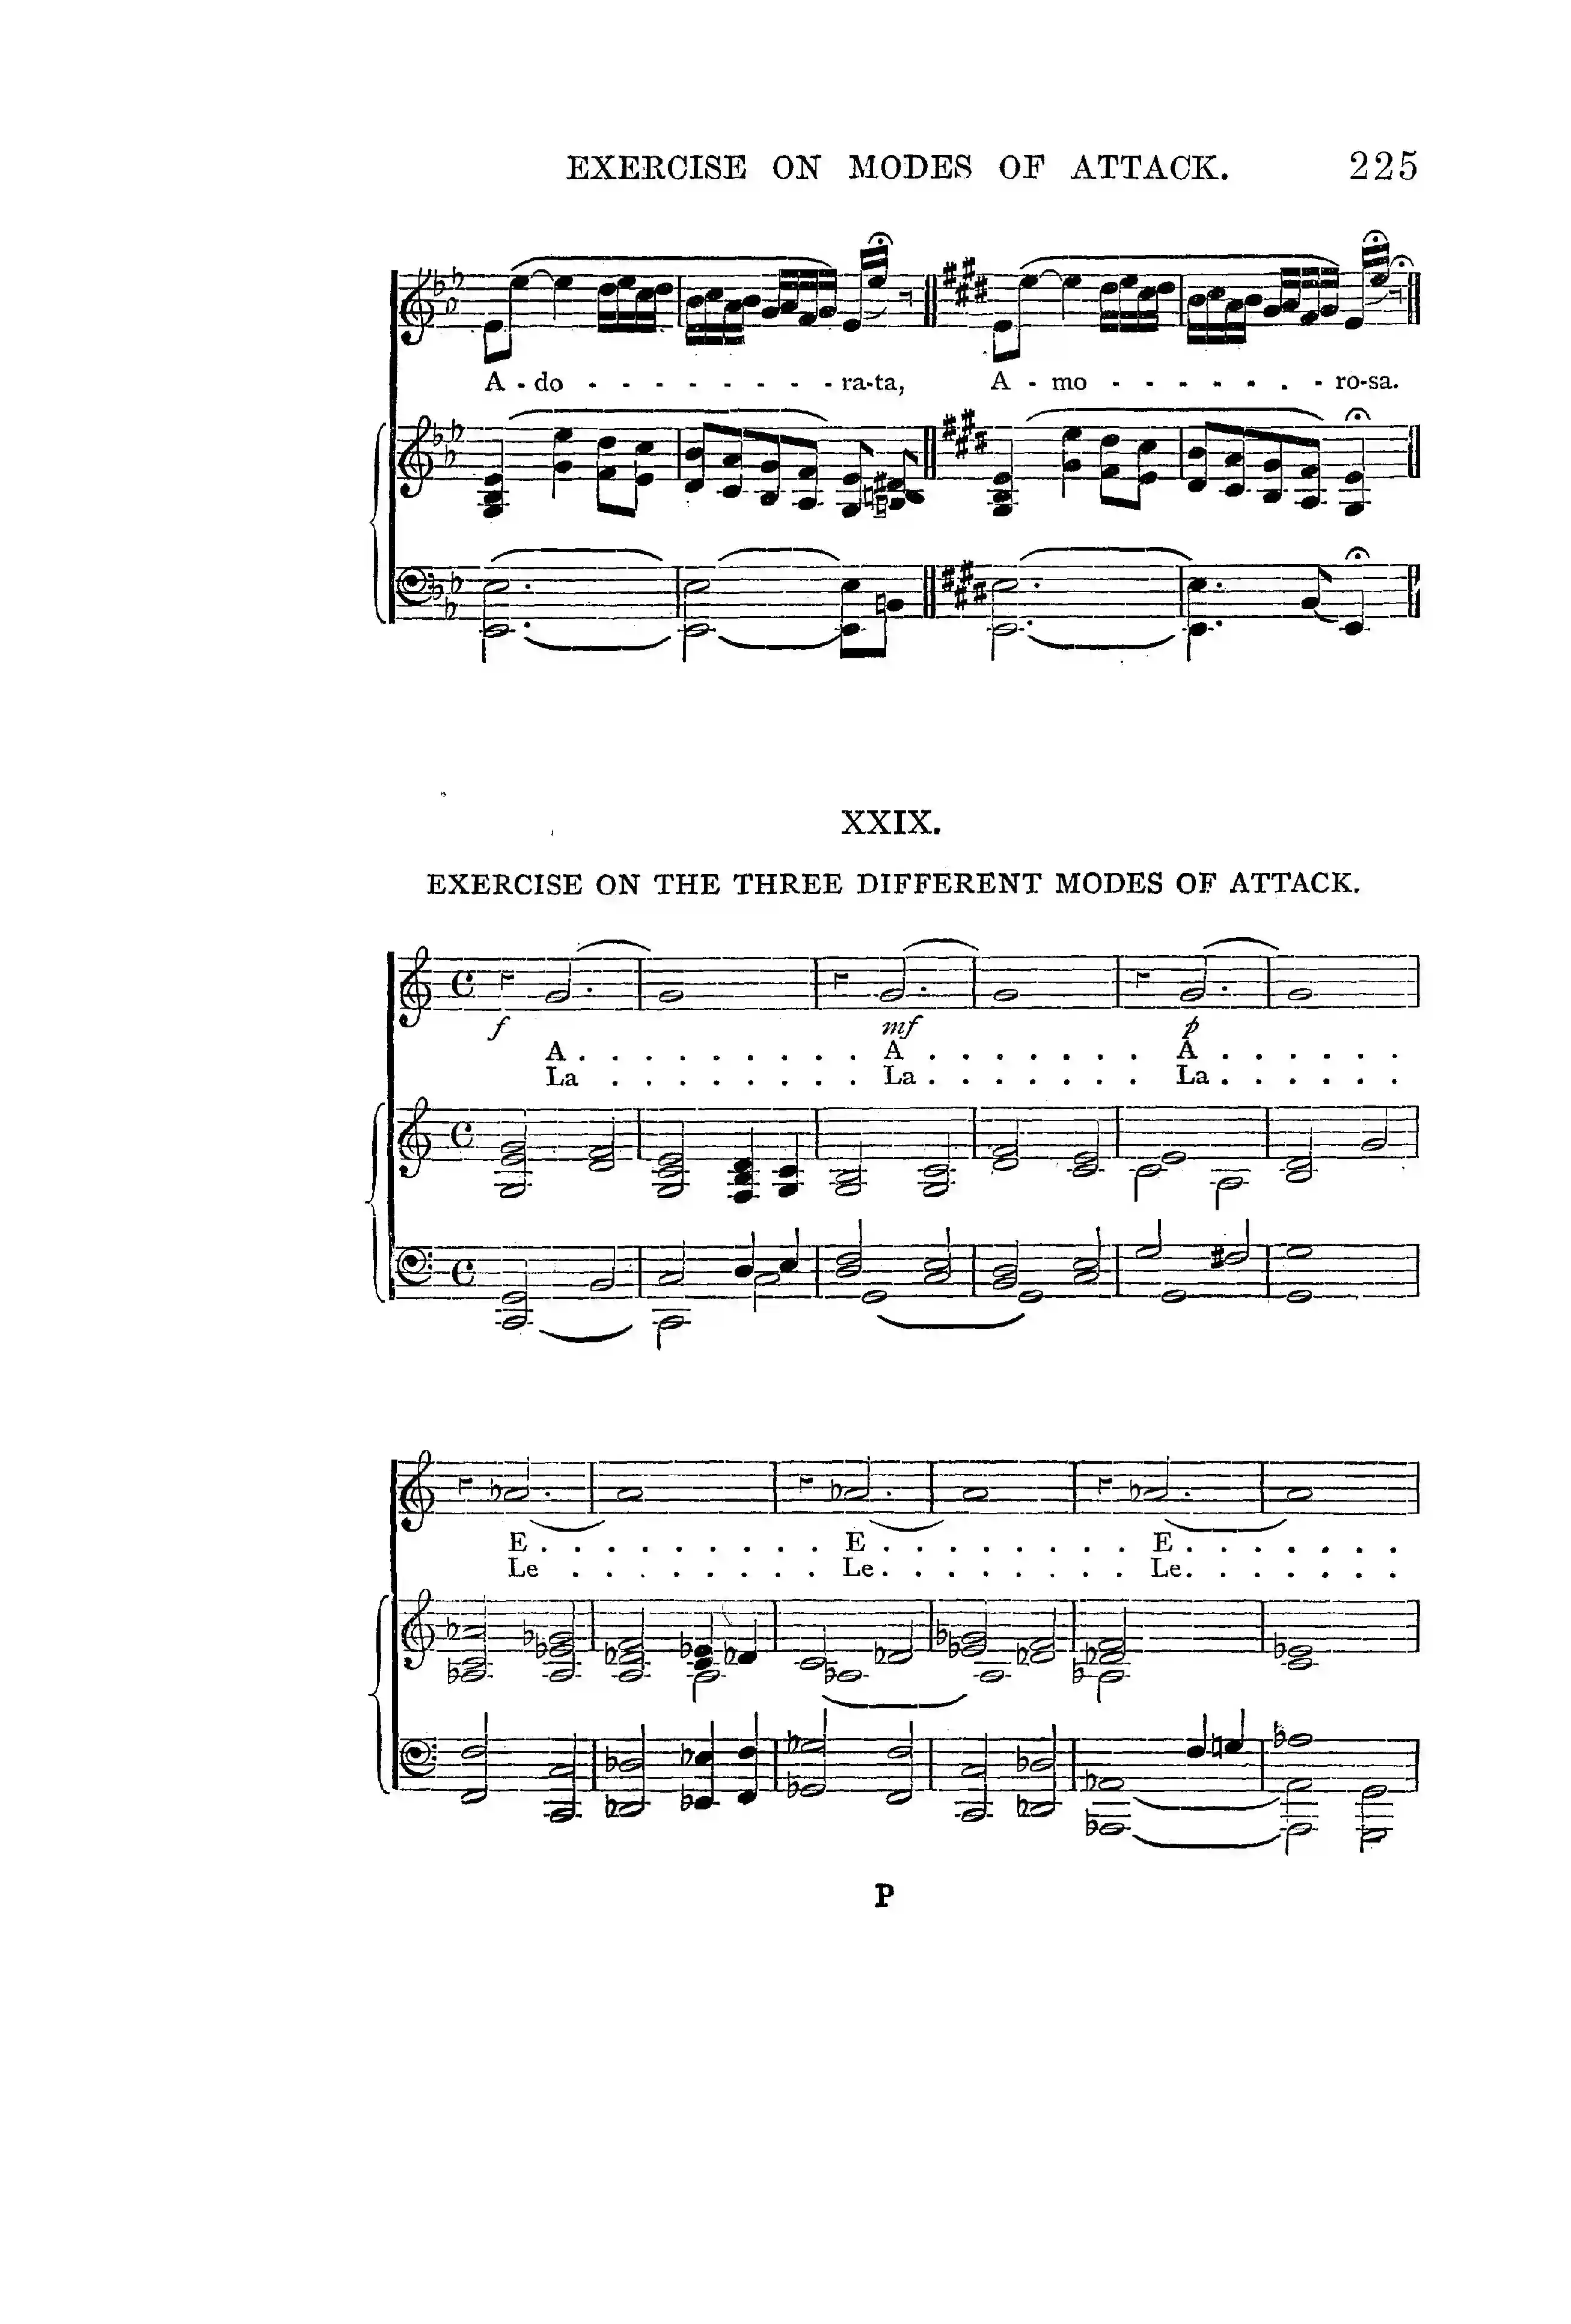 EXERCISE ON MODES OF ATTACK. 225
A - do - - - - - - - ra-ta, A - mo - - - - - - - ro-sa.
XXIX.
EXERCISE ON THE THREE DIFFERENT MODES OF ATTACK.
f mf p
A . . . . . . . . . A . . . . . . . A . . . . . .
La . . . . . . . . La . . . . . . . La . . . . . .
E . . . . . . . . . E . . . . . . . . E . . . . . . .
Le . . . . . . . . Le . . . . . . . . Le . . . . . . .
P